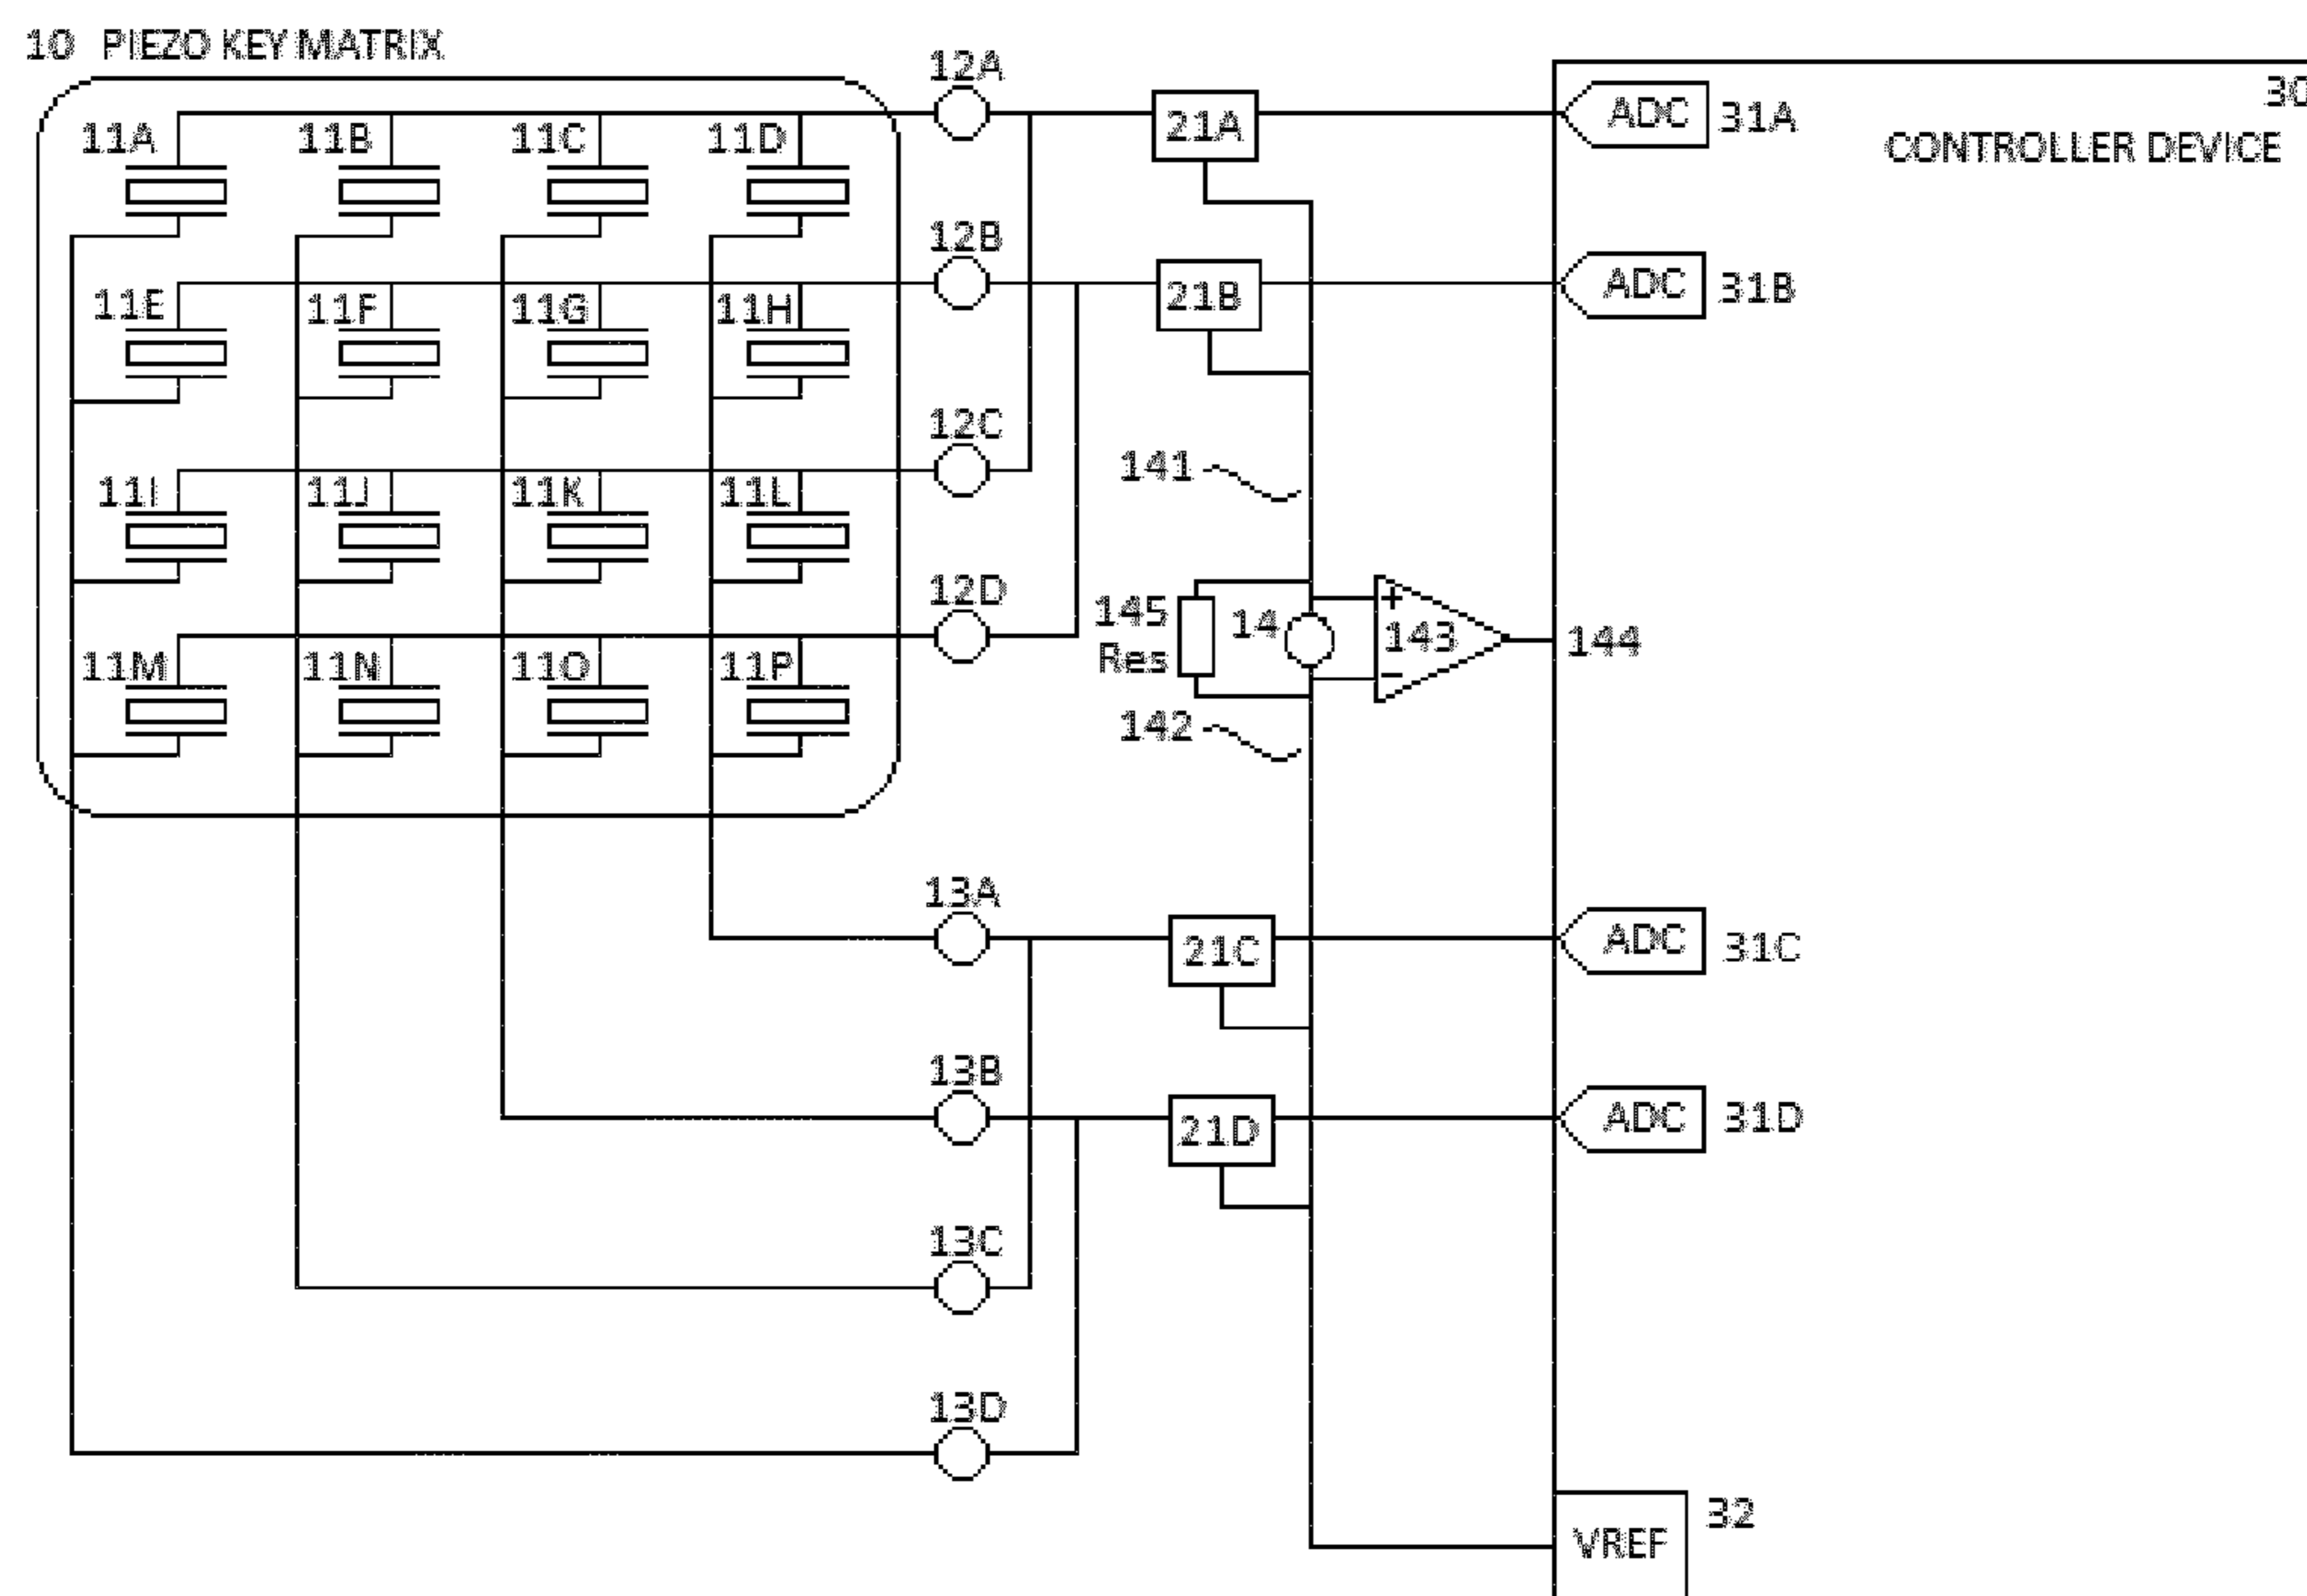 10 PIEZO KEY MATRIX
12A
30
11A 11B 11C 11D
21A
ADC 31A
CONTROLLER DEVICE
12B
11E 11F 11G 11H
21B
ADC 31B
12C
141
11I 11J 11K 11L
12D
145
Res
14
+
143
-
144
11M 11N 11O 11P
142
13A
21C
ADC 31C
13B
21D
ADC 31D
13C
13D
32
VREF